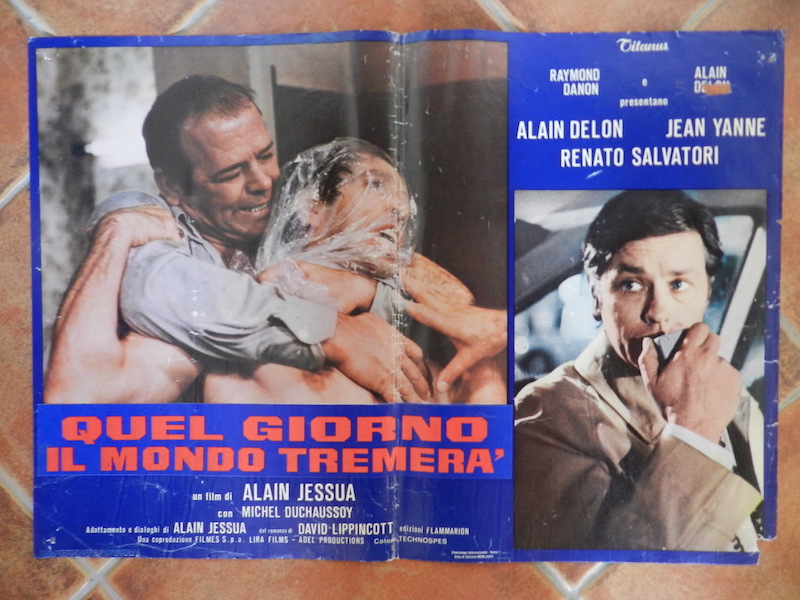 Titanus
RAYMOND DANON e ALAIN DELON
presentano
ALAIN DELON JEAN YANNE
RENATO SALVATORI
QUEL GIORNO
IL MONDO TREMERA'
un film di ALAIN JESSUA
con MICHEL DUCHAUSSOY
Adattamento e dialoghi di ALAIN JESSUA dal romanzo di DAVID LIPPINCOTT edizioni FLAMMARION
Una coproduzione FILMES S.p.a. LIRA FILMS - ADEL PRODUCTIONS Colore TECHNOSPES